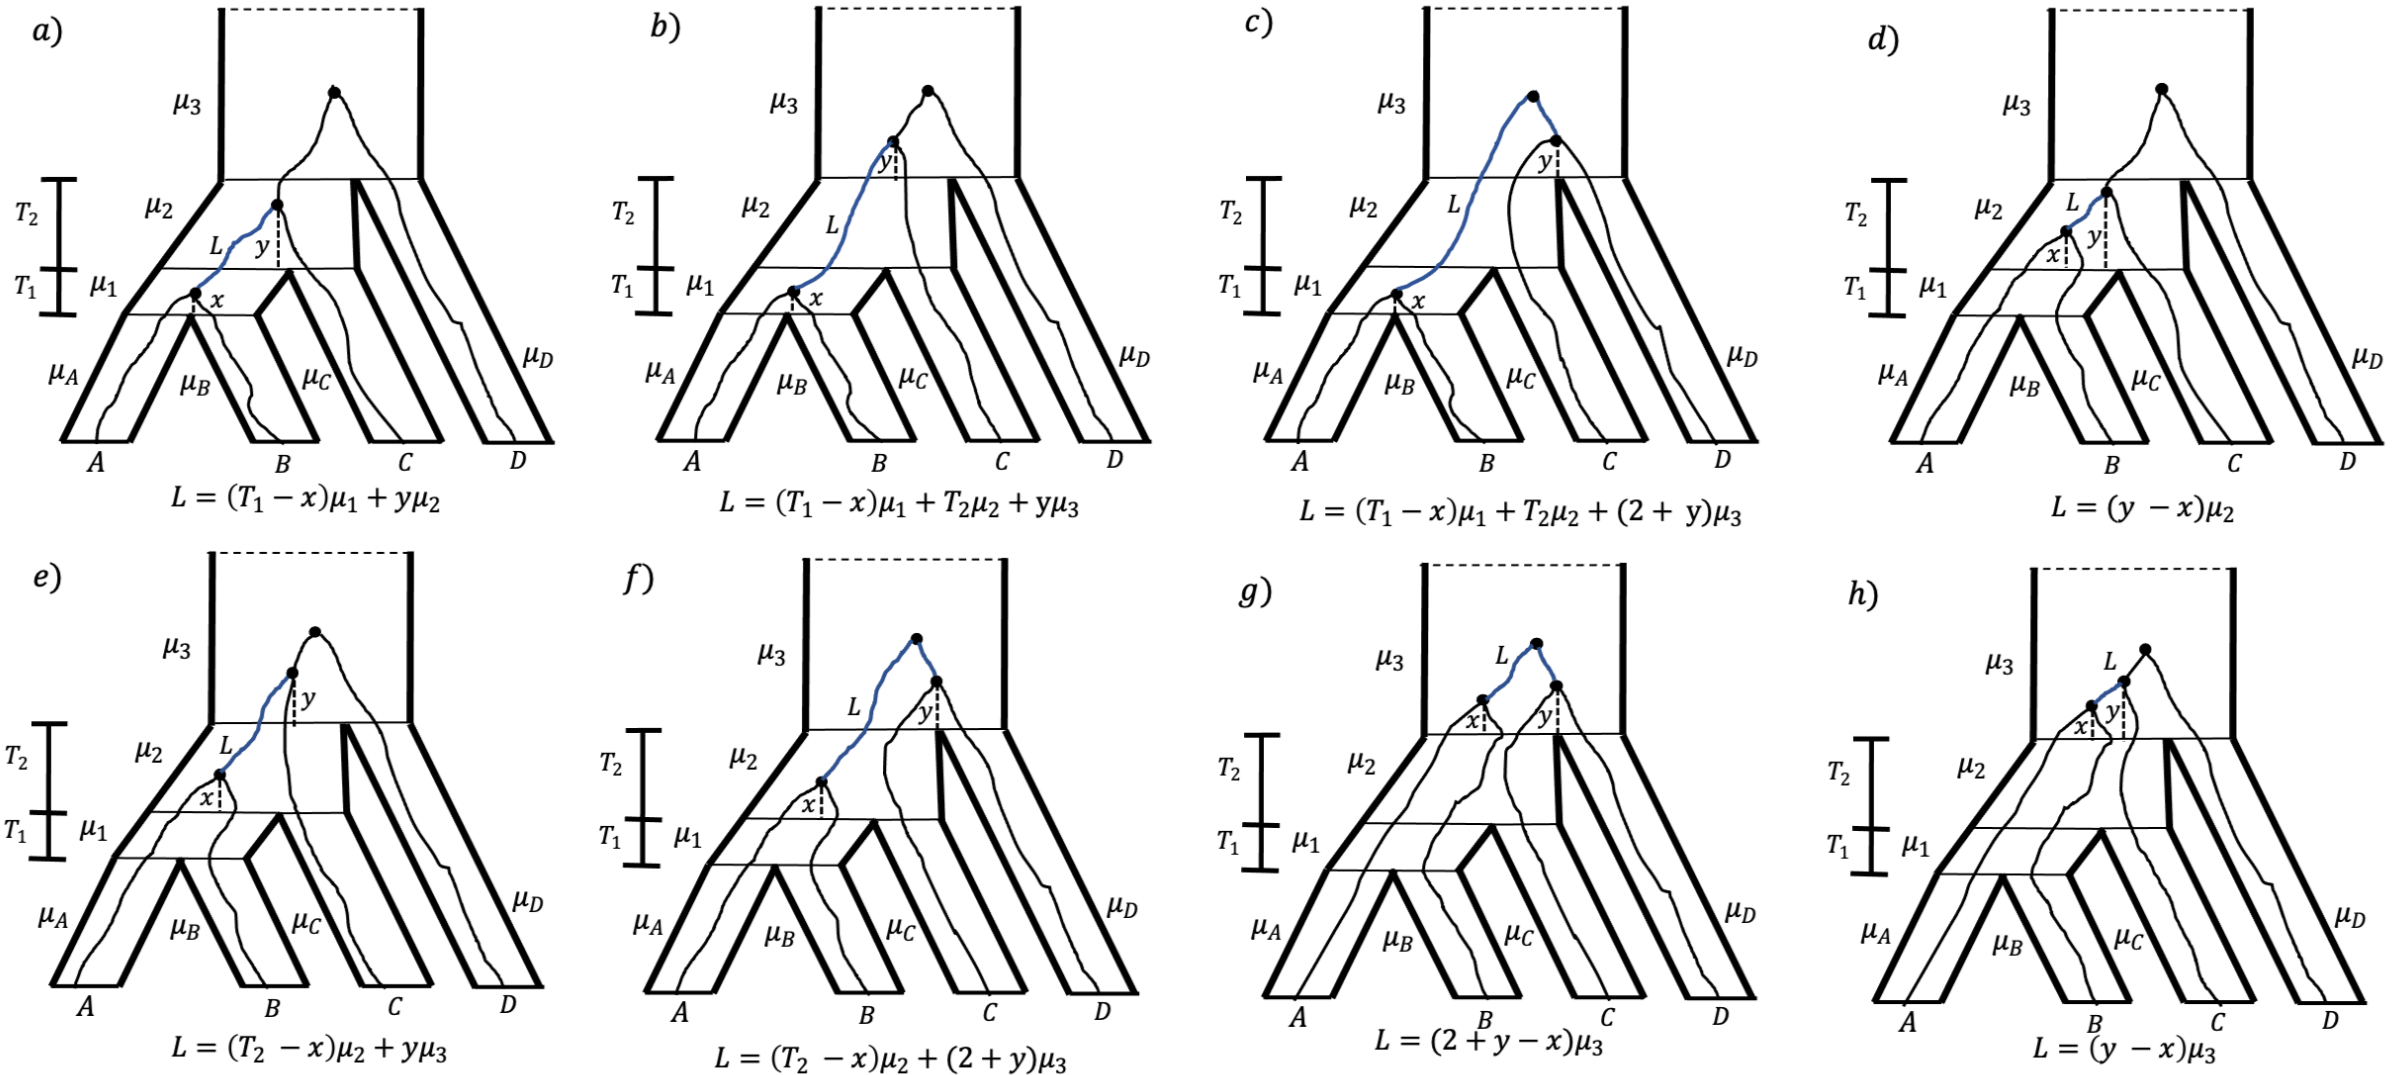 a)
μ3
T2
μ2
L
y
T1
μ1
x
μA
μB
μC
μD
A B C D
L = (T1 − x)μ1 + yμ2
b)
μ3
y
T2
μ2
L
T1
μ1
x
μA
μB
μC
μD
A B C D
L = (T1 − x)μ1 + T2μ2 + yμ3
c)
μ3
y
T2
μ2
L
T1
μ1
x
μA
μB
μC
μD
A B C D
L = (T1 − x)μ1 + T2μ2 + (2 + y)μ3
d)
μ3
T2
μ2
L
x
y
T1
μ1
μA
μB
μC
μD
A B C D
L = (y − x)μ2
e)
μ3
y
T2
μ2
L
x
T1
μ1
μA
μB
μC
μD
A B C D
L = (T2 − x)μ2 + yμ3
f)
μ3
L
y
T2
μ2
x
T1
μ1
μA
μB
μC
μD
A B C D
L = (T2 − x)μ2 + (2 + y)μ3
g)
μ3
L
x
y
T2
μ2
T1
μ1
μA
μB
μC
μD
A B C D
L = (2 + y − x)μ3
h)
μ3
L
x
y
T2
μ2
T1
μ1
μA
μB
μC
μD
A B C D
L = (y − x)μ3